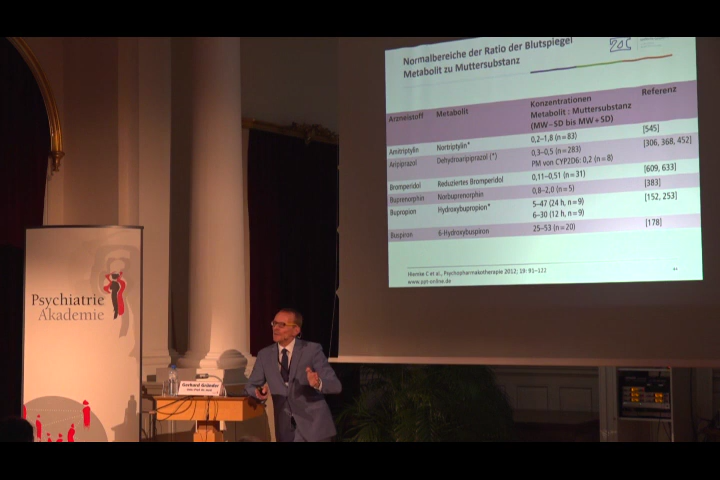 Normalbereiche der Ratio der Blutspiegel
Metabolit zu Muttersubstanz
Arzneistoff Metabolit Konzentrationen Metabolit : Muttersubstanz (MW – SD bis MW + SD) Referenz
Amitriptylin Nortriptylin* 0,2–1,8 (n = 83) [545]
Aripiprazol Dehydroaripiprazol (*) 0,3–0,5 (n = 283) [306, 368, 452]
PM von CYP2D6: 0,2 (n = 8)
Bromperidol Reduziertes Bromperidol 0,11–0,51 (n = 31) [609, 633]
Buprenorphin Norbuprenorphin 0,8–2,0 (n = 5) [383]
Bupropion Hydroxybupropion* 5–47 (24 h, n = 9) [152, 253]
6–30 (12 h, n = 9)
Buspiron 6-Hydroxybuspiron 25–53 (n = 20) [178]
Hiemke C et al., Psychopharmakotherapie 2012; 19: 91–122
www.ppt-online.de
Psychiatrie
Akademie
Gerhard Gründer